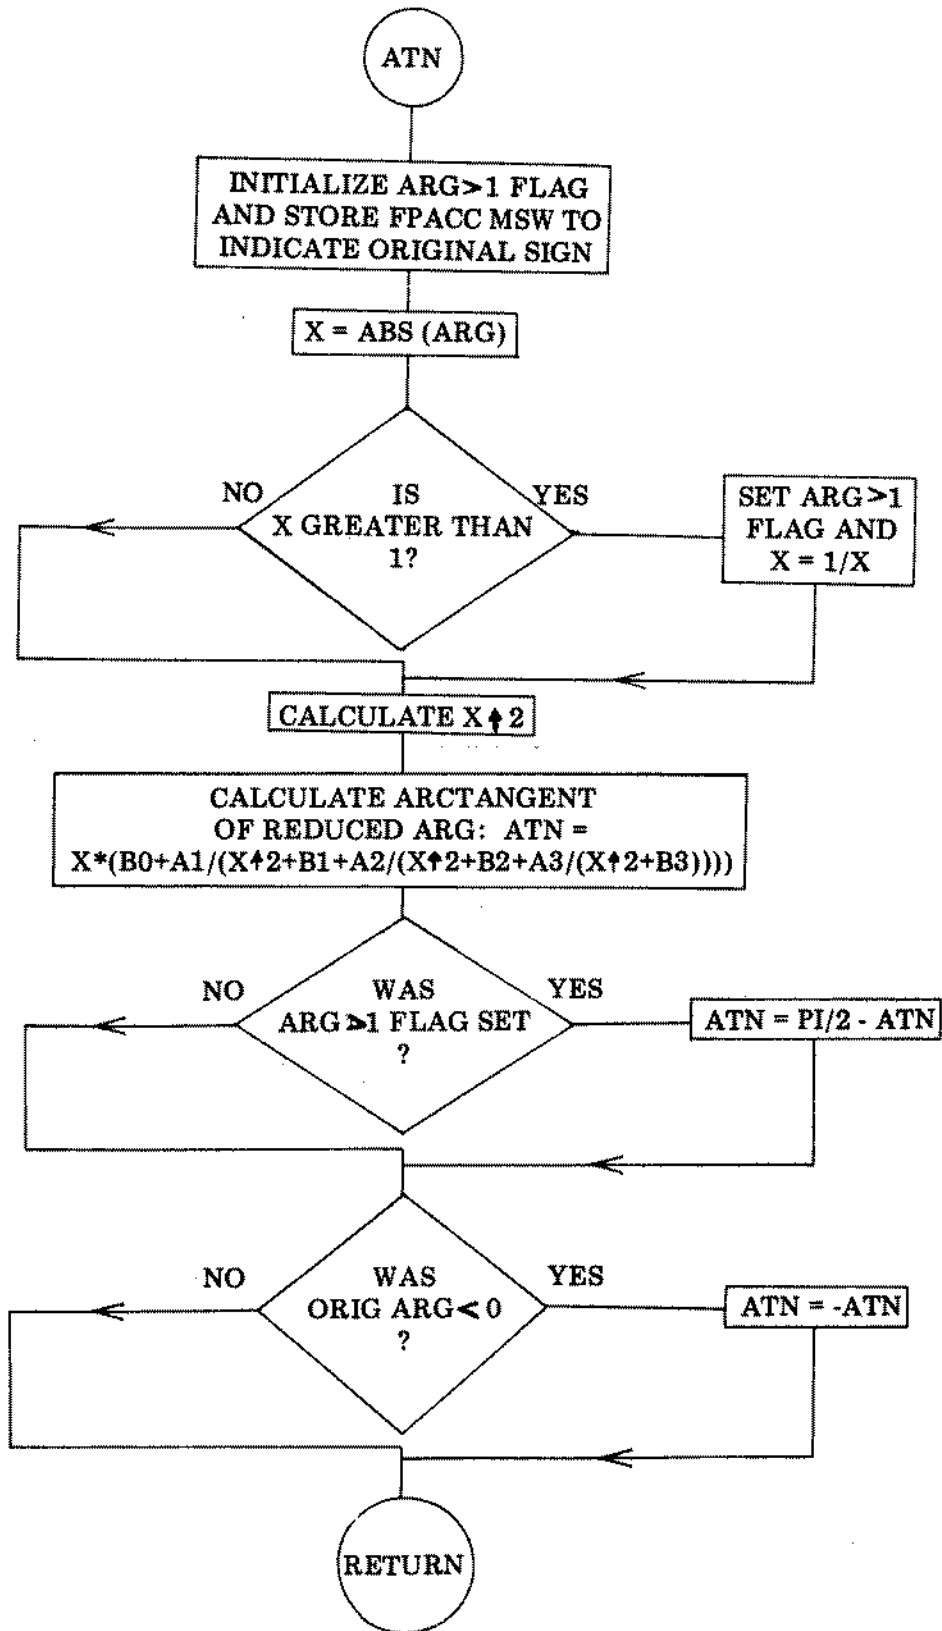 ATN
INITIALIZE ARG>1 FLAG
AND STORE FPACC MSW TO
INDICATE ORIGINAL SIGN
X = ABS (ARG)
NO
IS
X GREATER THAN
1?
YES
SET ARG>1
FLAG AND
X = 1/X
CALCULATE X↑2
CALCULATE ARCTANGENT
OF REDUCED ARG: ATN =
X*(B0+A1/(X↑2+B1+A2/(X↑2+B2+A3/(X↑2+B3))))
NO
WAS
ARG>1 FLAG SET
?
YES
ATN = PI/2 - ATN
NO
WAS
ORIG ARG<0
?
YES
ATN = -ATN
RETURN